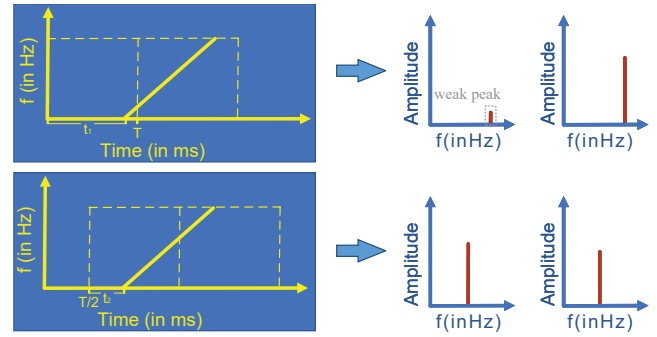 f (in Hz)
t1
T
Time (in ms)
Amplitude
weak peak
f(inHz)
Amplitude
f(inHz)
f (in Hz)
T/2
t2
Time (in ms)
Amplitude
f(inHz)
Amplitude
f(inHz)